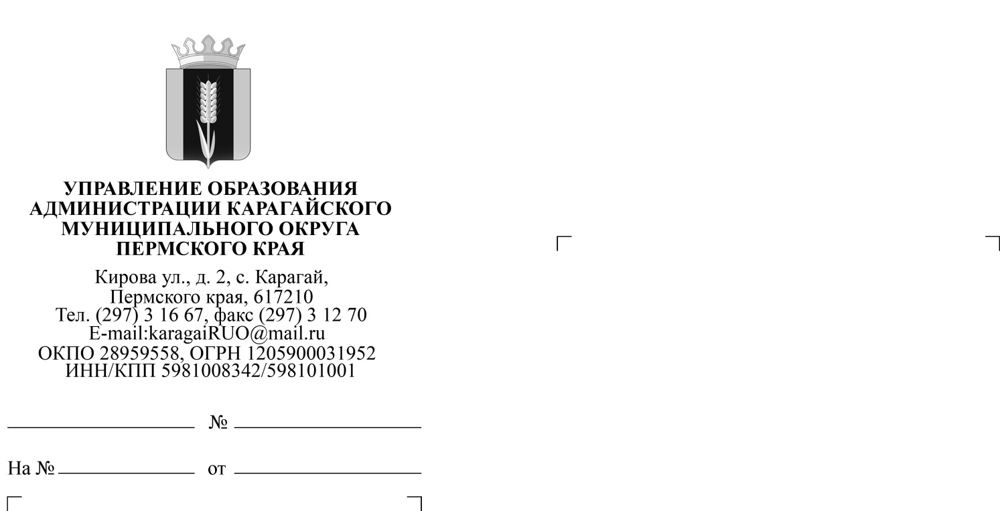 УПРАВЛЕНИЕ ОБРАЗОВАНИЯ
АДМИНИСТРАЦИИ КАРАГАЙСКОГО
МУНИЦИПАЛЬНОГО ОКРУГА
ПЕРМСКОГО КРАЯ
Кирова ул., д. 2, с. Карагай,
Пермского края, 617210
Тел. (297) 3 16 67, факс (297) 3 12 70
E-mail:karagaiRUO@mail.ru
ОКПО 28959558, ОГРН 1205900031952
ИНН/КПП 5981008342/598101001
№
На № от